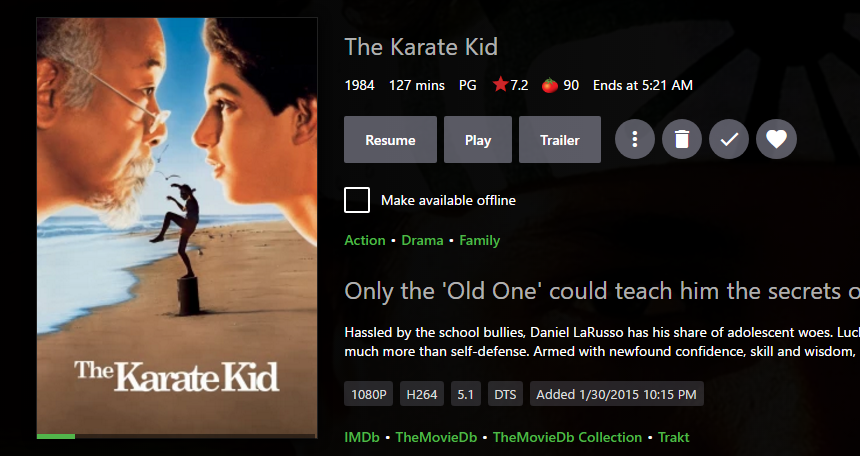 The Karate Kid
The Karate Kid
1984 127 mins PG 7.2 90 Ends at 5:21 AM
Resume Play Trailer
Make available offline
Action • Drama • Family
Only the 'Old One' could teach him the secrets o
Hassled by the school bullies, Daniel LaRusso has his share of adolescent woes. Luc
much more than self-defense. Armed with newfound confidence, skill and wisdom,
1080P H264 5.1 DTS Added 1/30/2015 10:15 PM
IMDb • TheMovieDb • TheMovieDb Collection • Trakt